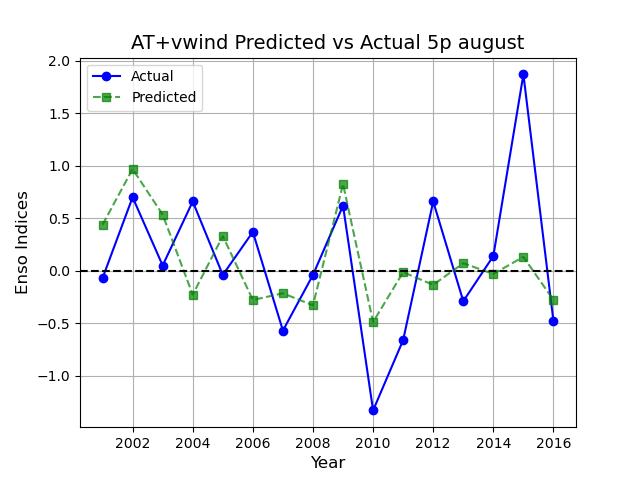 AT+vwind Predicted vs Actual 5p august
Actual
Predicted
Enso Indices
2.0
1.5
1.0
0.5
0.0
−0.5
−1.0
2002 2004 2006 2008 2010 2012 2014 2016
Year